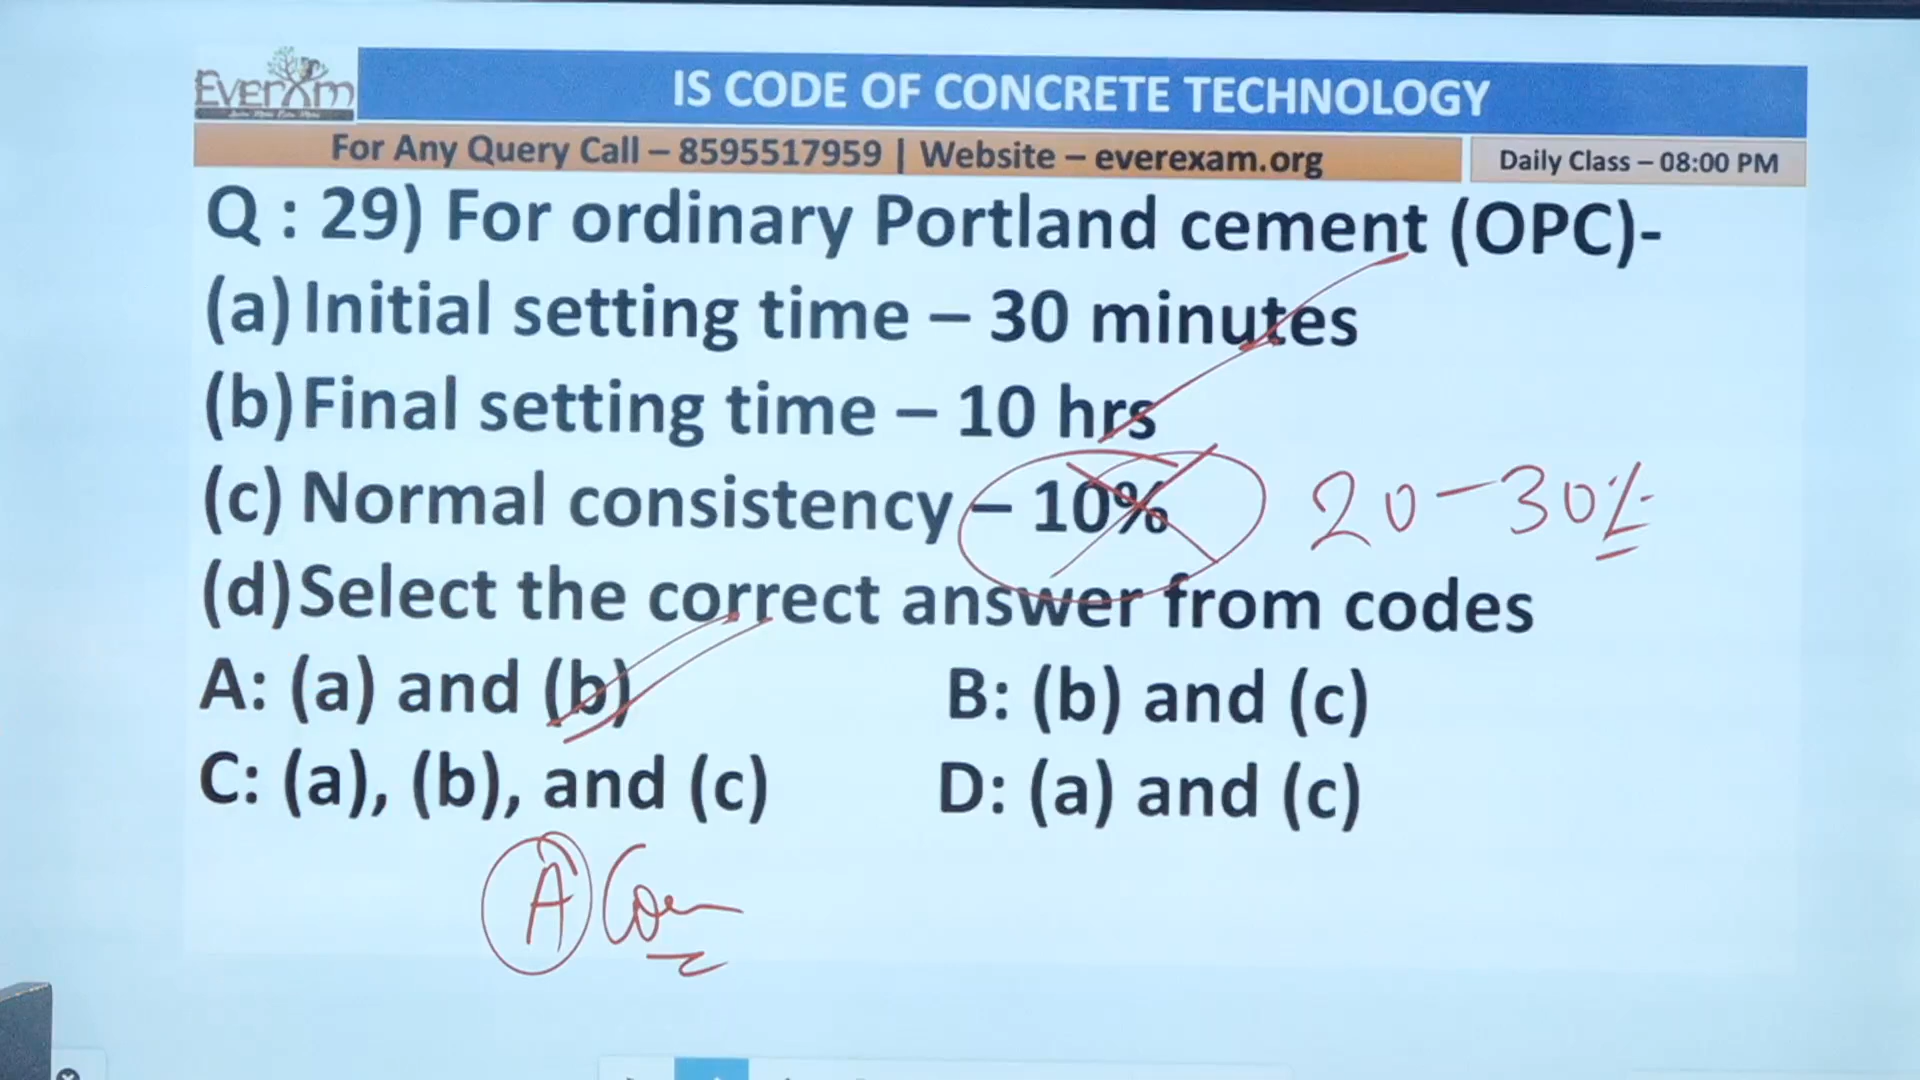 EverExam
IS CODE OF CONCRETE TECHNOLOGY
For Any Query Call – 8595517959 | Website – everexam.org
Daily Class – 08:00 PM
Q : 29) For ordinary Portland cement (OPC)-
(a) Initial setting time – 30 minutes
(b) Final setting time – 10 hrs
(c) Normal consistency – 10% 20-30%
(d) Select the correct answer from codes
A: (a) and (b) B: (b) and (c)
C: (a), (b), and (c) D: (a) and (c)
A